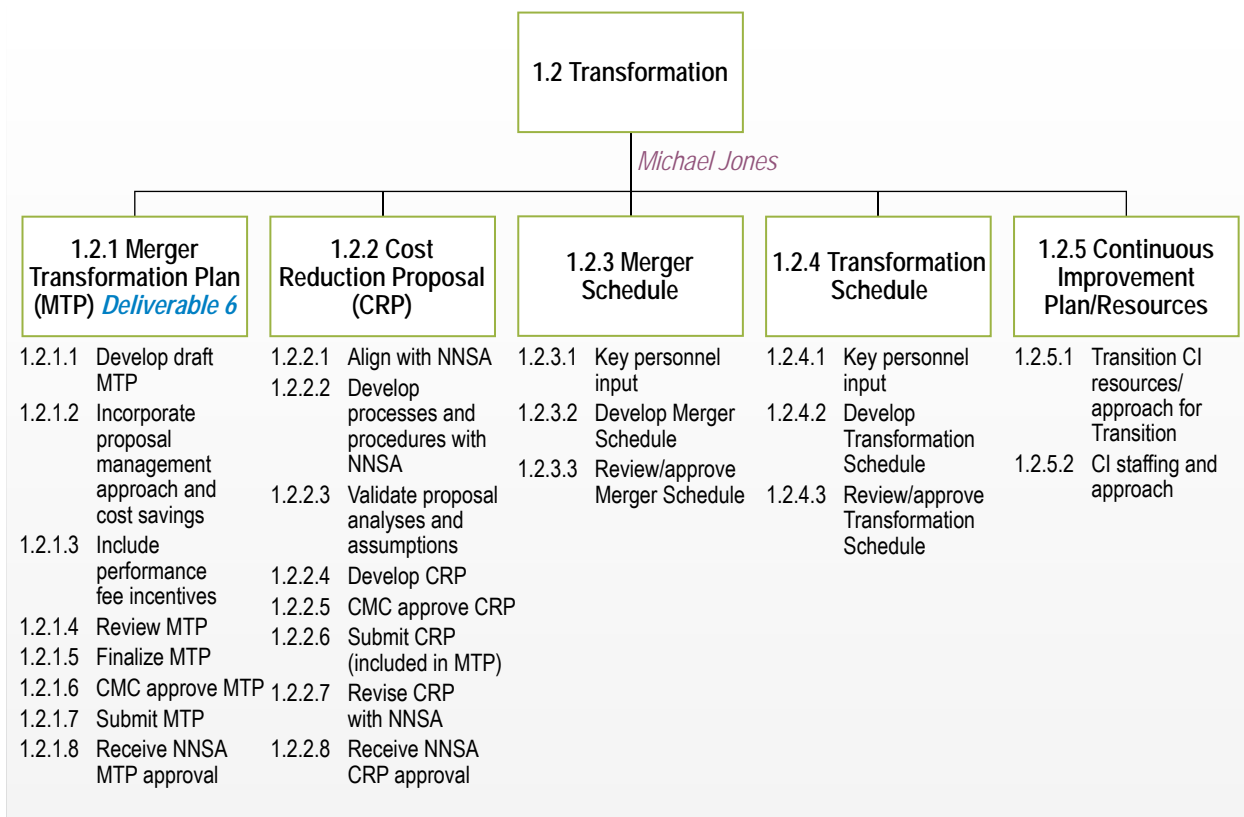 1.2 Transformation
Michael Jones
1.2.1 Merger
Transformation Plan
(MTP) Deliverable 6
1.2.1.1 Develop draft
MTP
1.2.1.2 Incorporate
proposal
management
approach and
cost savings
1.2.1.3 Include
performance
fee incentives
1.2.1.4 Review MTP
1.2.1.5 Finalize MTP
1.2.1.6 CMC approve MTP
1.2.1.7 Submit MTP
1.2.1.8 Receive NNSA
MTP approval
1.2.2 Cost
Reduction Proposal
(CRP)
1.2.2.1 Align with NNSA
1.2.2.2 Develop
processes and
procedures with
NNSA
1.2.2.3 Validate proposal
analyses and
assumptions
1.2.2.4 Develop CRP
1.2.2.5 CMC approve CRP
1.2.2.6 Submit CRP
(included in MTP)
1.2.2.7 Revise CRP
with NNSA
1.2.2.8 Receive NNSA
CRP approval
1.2.3 Merger
Schedule
1.2.3.1 Key personnel
input
1.2.3.2 Develop Merger
Schedule
1.2.3.3 Review/approve
Merger Schedule
1.2.4 Transformation
Schedule
1.2.4.1 Key personnel
input
1.2.4.2 Develop
Transformation
Schedule
1.2.4.3 Review/approve
Transformation
Schedule
1.2.5 Continuous
Improvement
Plan/Resources
1.2.5.1 Transition CI
resources/
approach for
Transition
1.2.5.2 CI staffing and
approach